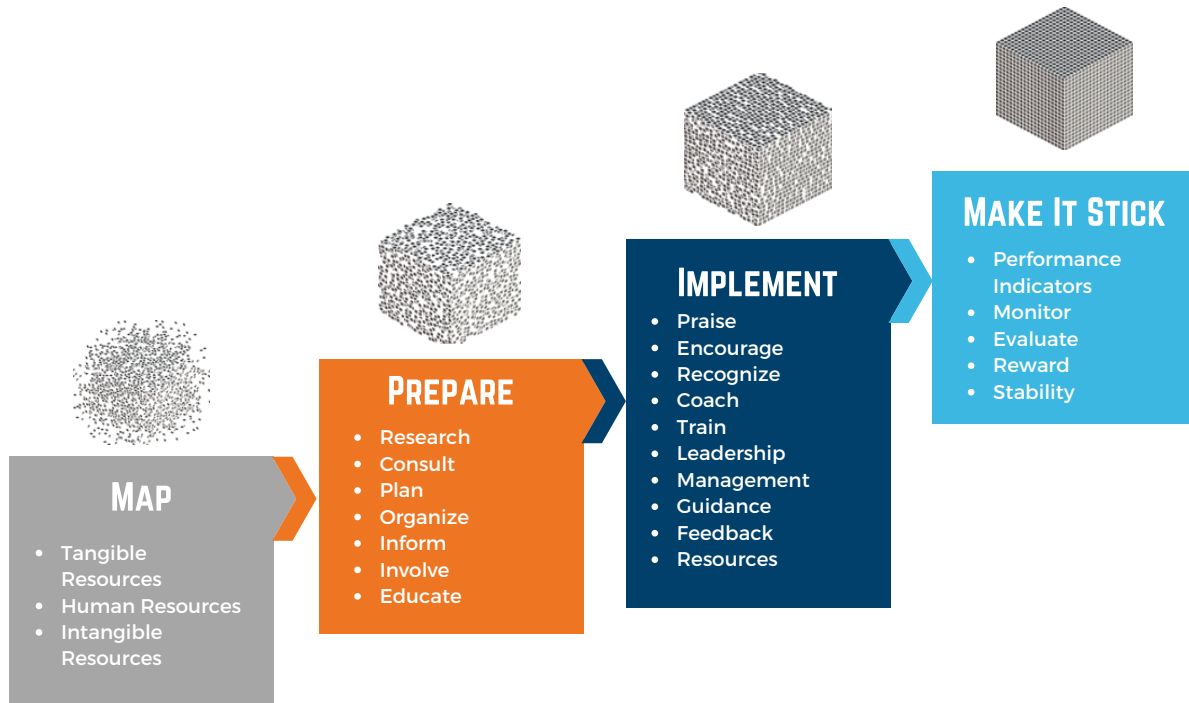 MAP
• Tangible
Resources
• Human Resources
• Intangible
Resources
PREPARE
• Research
• Consult
• Plan
• Organize
• Inform
• Involve
• Educate
IMPLEMENT
• Praise
• Encourage
• Recognize
• Coach
• Train
• Leadership
• Management
• Guidance
• Feedback
• Resources
MAKE IT STICK
• Performance
Indicators
• Monitor
• Evaluate
• Reward
• Stability